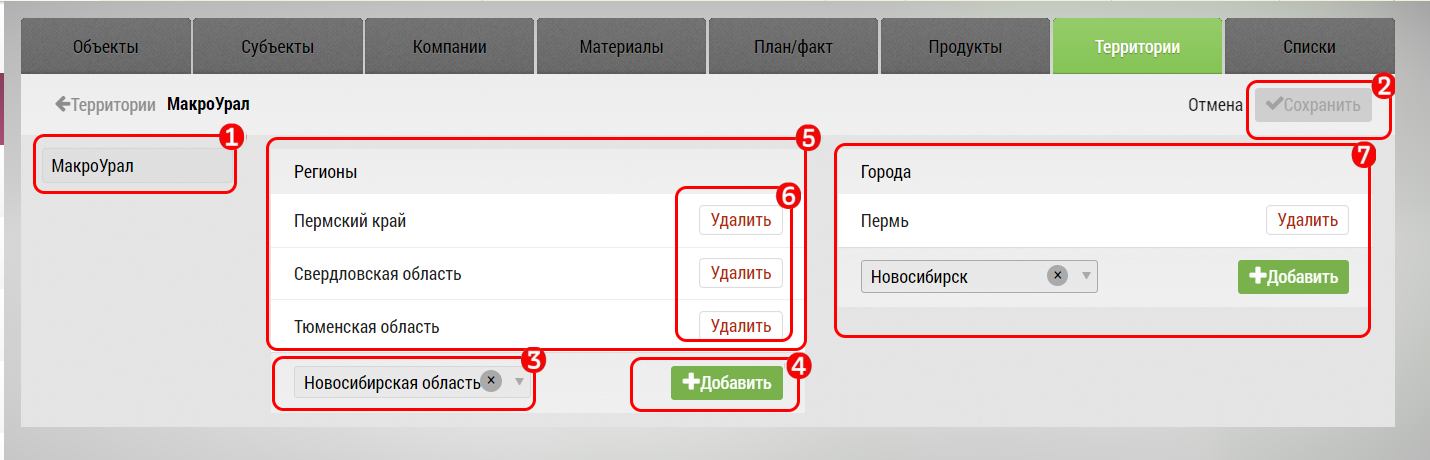 Объекты Субъекты Компании Материалы План/факт Продукты Территории Списки
Территории МакроУрал Отмена Сохранить 2
1
МакроУрал
5
Регионы
6
Пермский край Удалить
Свердловская область Удалить
Тюменская область Удалить
3
Новосибирская область
4
Добавить
7
Города
Пермь Удалить
Новосибирск Добавить